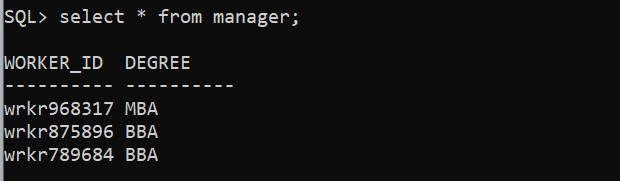 SQL> select * from manager;
WORKER_ID  DEGREE
---------- ----------
wrkr968317 MBA
wrkr875896 BBA
wrkr789684 BBA